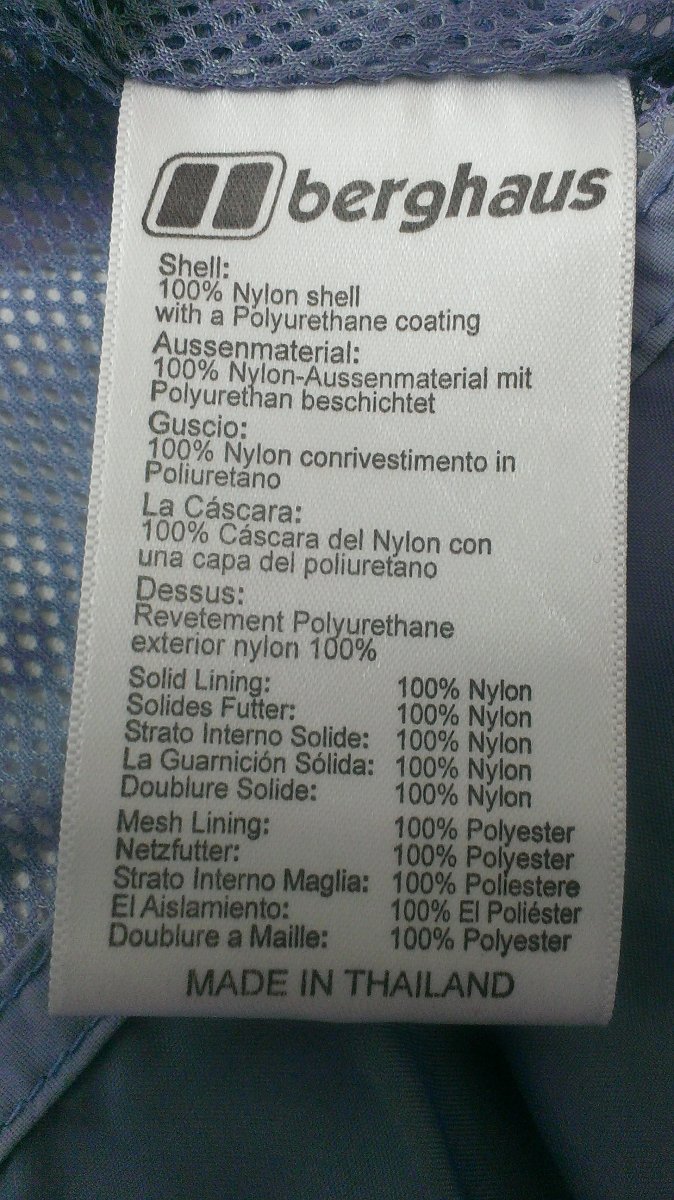 berghaus
Shell:
100% Nylon shell
with a Polyurethane coating
Aussenmaterial:
100% Nylon-Aussenmaterial mit
Polyurethan beschichtet
Guscio:
100% Nylon conrivestimento in
Poliuretano
La Cáscara:
100% Cáscara del Nylon con
una capa del poliuretano
Dessus:
Revetement Polyurethane
exterior nylon 100%
Solid Lining: 100% Nylon
Solides Futter: 100% Nylon
Strato Interno Solide: 100% Nylon
La Guarnición Sólida: 100% Nylon
Doublure Solide: 100% Nylon
Mesh Lining: 100% Polyester
Netzfutter: 100% Polyester
Strato Interno Maglia: 100% Poliestere
El Aislamiento: 100% El Poliéster
Doublure a Maille: 100% Polyester
MADE IN THAILAND